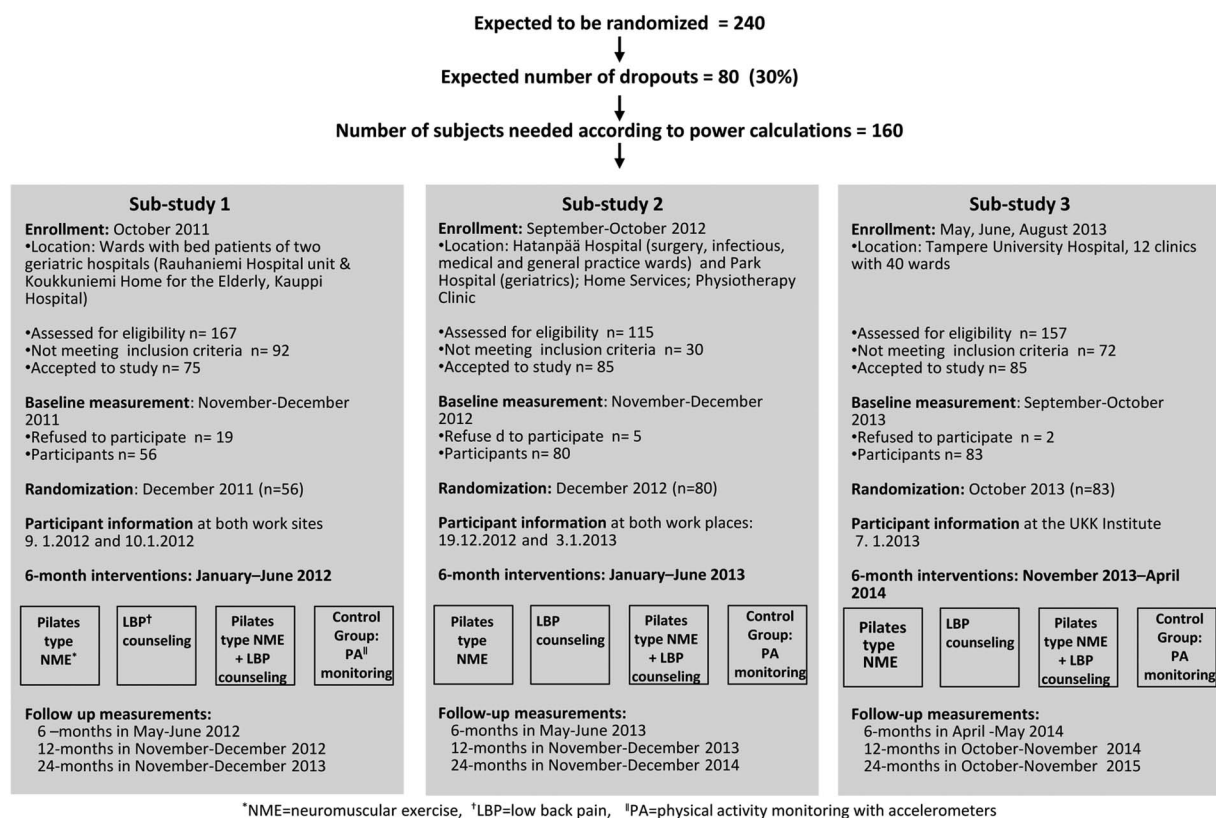 Expected to be randomized = 240
Expected number of dropouts = 80 (30%)
Number of subjects needed according to power calculations = 160
Sub-study 1
Enrollment: October 2011
•Location: Wards with bed patients of two
geriatric hospitals (Rauhaniemi Hospital unit &
Koukkuniemi Home for the Elderly, Kauppi
Hospital)
•Assessed for eligibility n= 167
•Not meeting inclusion criteria n= 92
•Accepted to study n= 75
Baseline measurement: November-December
2011
•Refused to participate n= 19
•Participants n= 56
Randomization: December 2011 (n=56)
Participant information at both work sites
9. 1.2012 and 10.1.2012
6-month interventions: January–June 2012
Pilates
type
NME*
LBP†
counseling
Pilates
type NME
+ LBP
counseling
Control
Group:
PA‖
monitoring
Follow up measurements:
6 –months in May-June 2012
12-months in November-December 2012
24-months in November-December 2013
Sub-study 2
Enrollment: September-October 2012
•Location: Hatanpää Hospital (surgery, infectious,
medical and general practice wards) and Park
Hospital (geriatrics); Home Services; Physiotherapy
Clinic
•Assessed for eligibility n= 115
•Not meeting inclusion criteria n= 30
•Accepted to study n= 85
Baseline measurement: November-December
2012
•Refuse d to participate n= 5
•Participants n= 80
Randomization: December 2012 (n=80)
Participant information at both work places:
19.12.2012 and 3.1.2013
6-month interventions: January–June 2013
Pilates
type
NME
LBP
counseling
Pilates
type NME
+ LBP
counseling
Control
Group:
PA
monitoring
Follow-up measurements:
6-months in May-June 2013
12-months in November-December 2013
24-months in November-December 2014
Sub-study 3
Enrollment: May, June, August 2013
•Location: Tampere University Hospital, 12 clinics
with 40 wards
•Assessed for eligibility n= 157
•Not meeting inclusion criteria n= 72
•Accepted to study n= 85
Baseline measurement: September-October
2013
•Refused to participate n = 2
•Participants n= 83
Randomization: October 2013 (n=83)
Participant information at the UKK Institute
7. 1.2013
6-month interventions: November 2013–April
2014
Pilates
type
NME
LBP
counseling
Pilates
type NME
+ LBP
counseling
Control
Group:
PA
monitoring
Follow-up measurements:
6-months in April -May 2014
12-months in October-November 2014
24-months in October-November 2015
*NME=neuromuscular exercise, †LBP=low back pain, ‖PA=physical activity monitoring with accelerometers